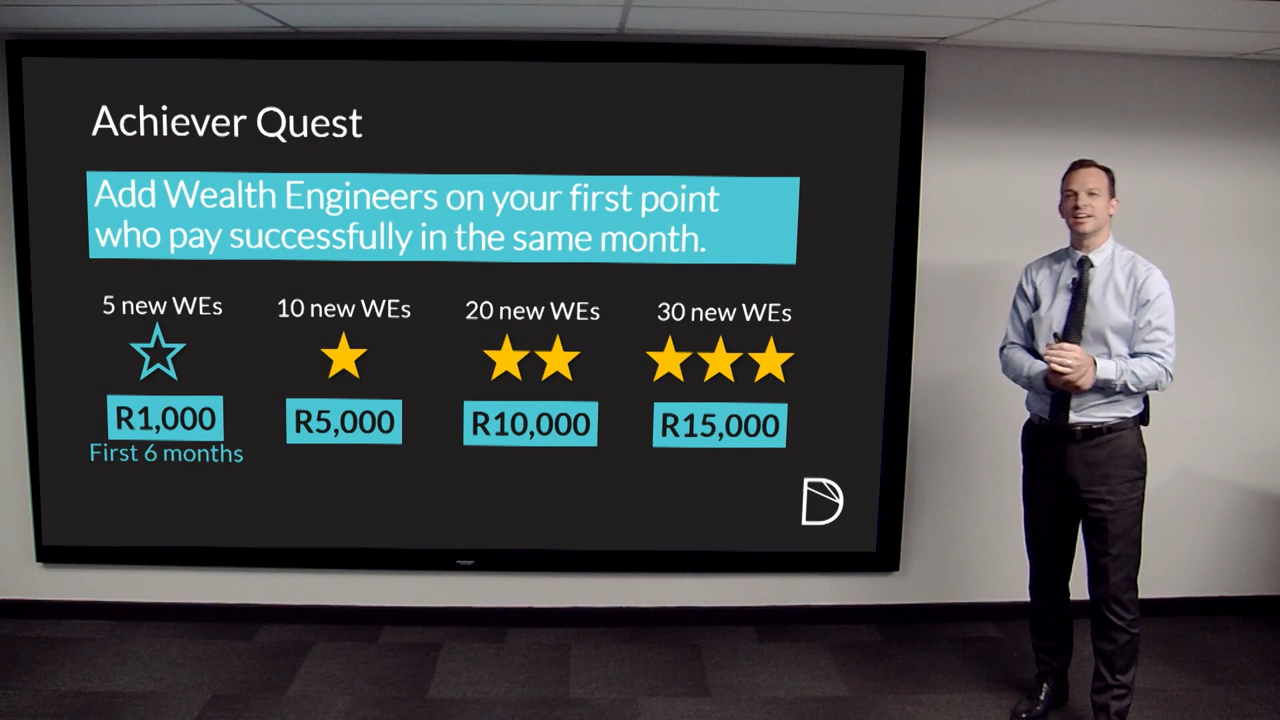 Achiever Quest
Add Wealth Engineers on your first point
who pay successfully in the same month.
5 new WEs
10 new WEs
20 new WEs
30 new WEs
R1,000
R5,000
R10,000
R15,000
First 6 months